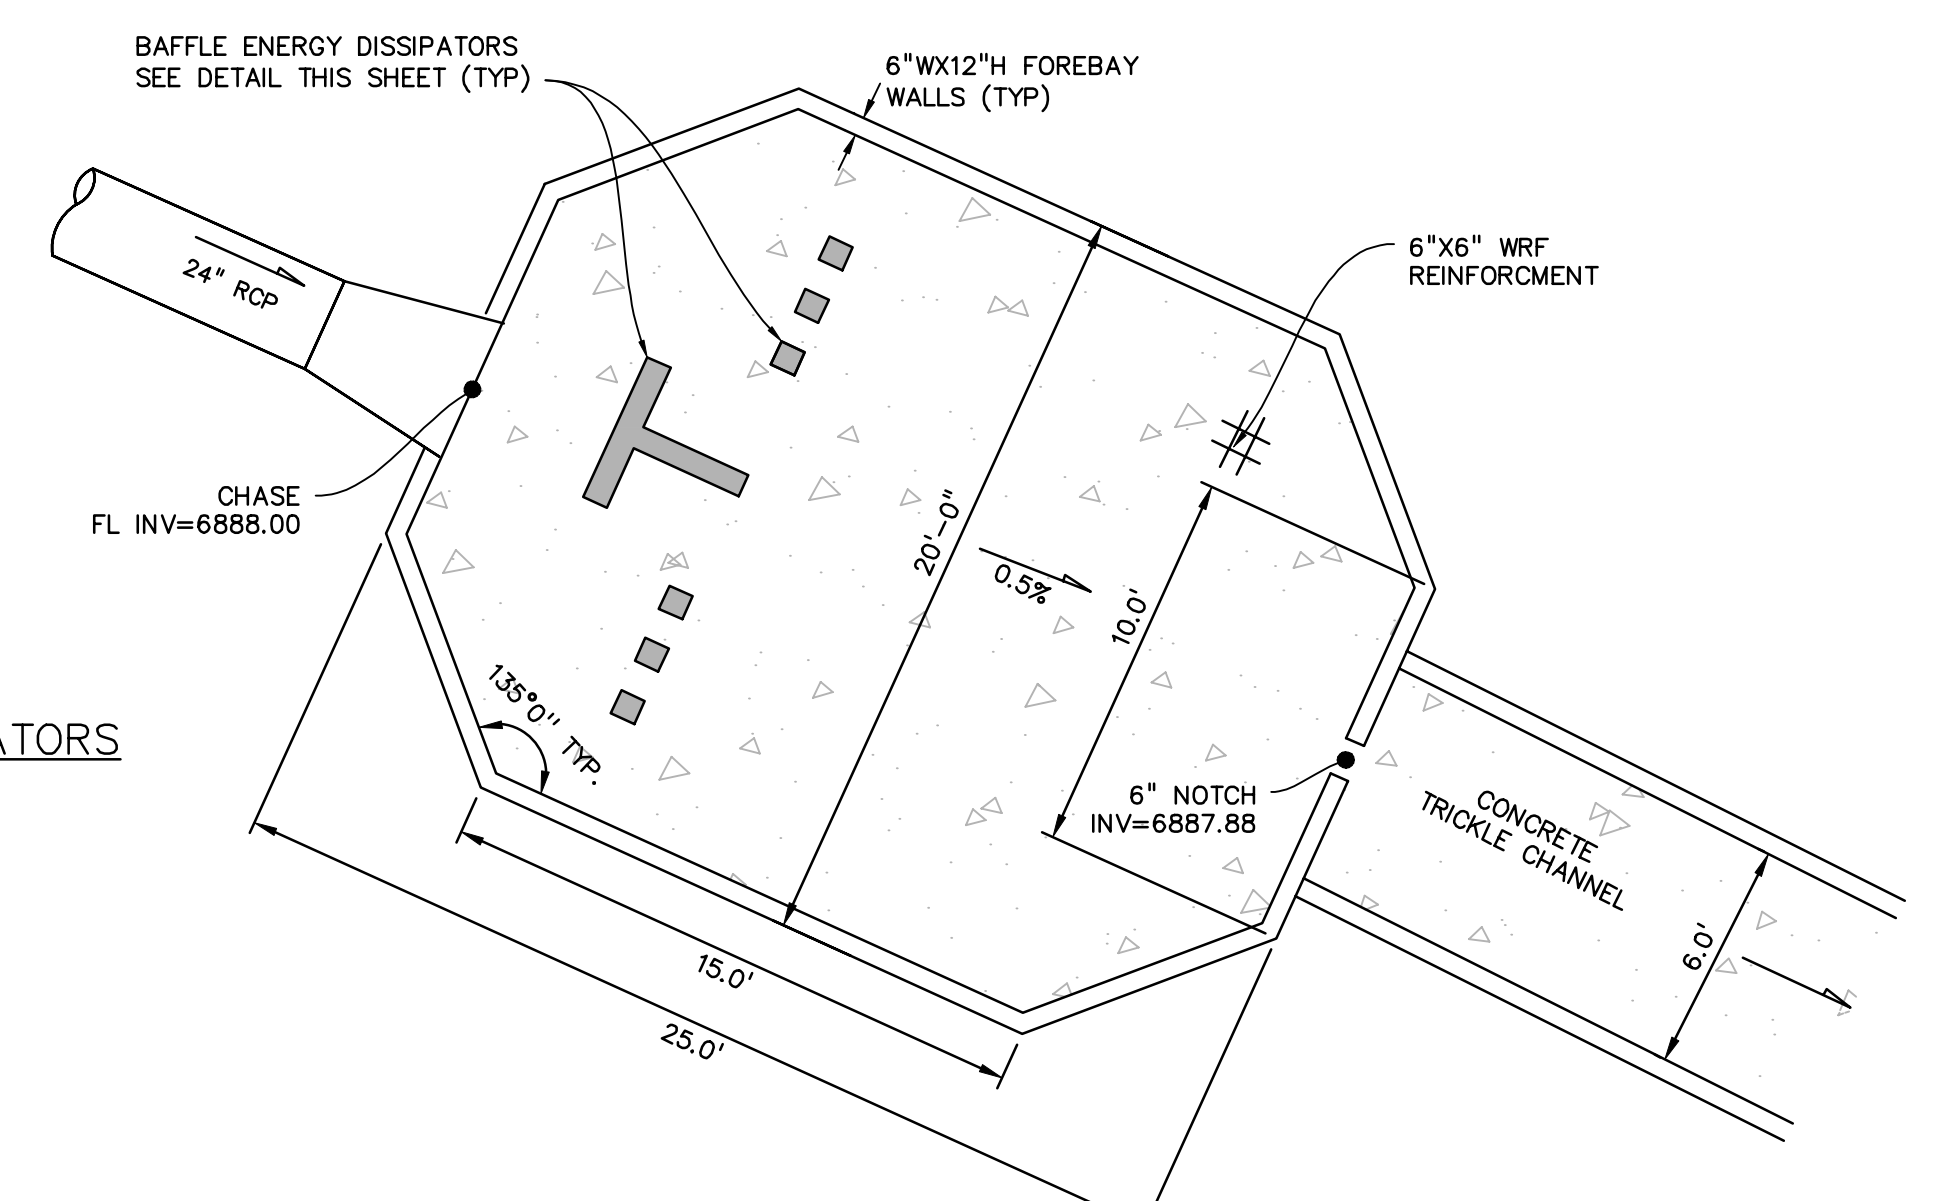 BAFFLE ENERGY DISSIPATORS
SEE DETAIL THIS SHEET (TYP)
6"WX12"H FOREBAY
WALLS (TYP)
24" RCP
6"X6" WRF
REINFORCMENT
CHASE
FL INV=6888.00
20'-0"
0.5%
10.0'
135°0'' TYP.
ATORS
6" NOTCH
INV=6887.88
CONCRETE
TRICKLE CHANNEL
6.0'
15.0'
25.0'